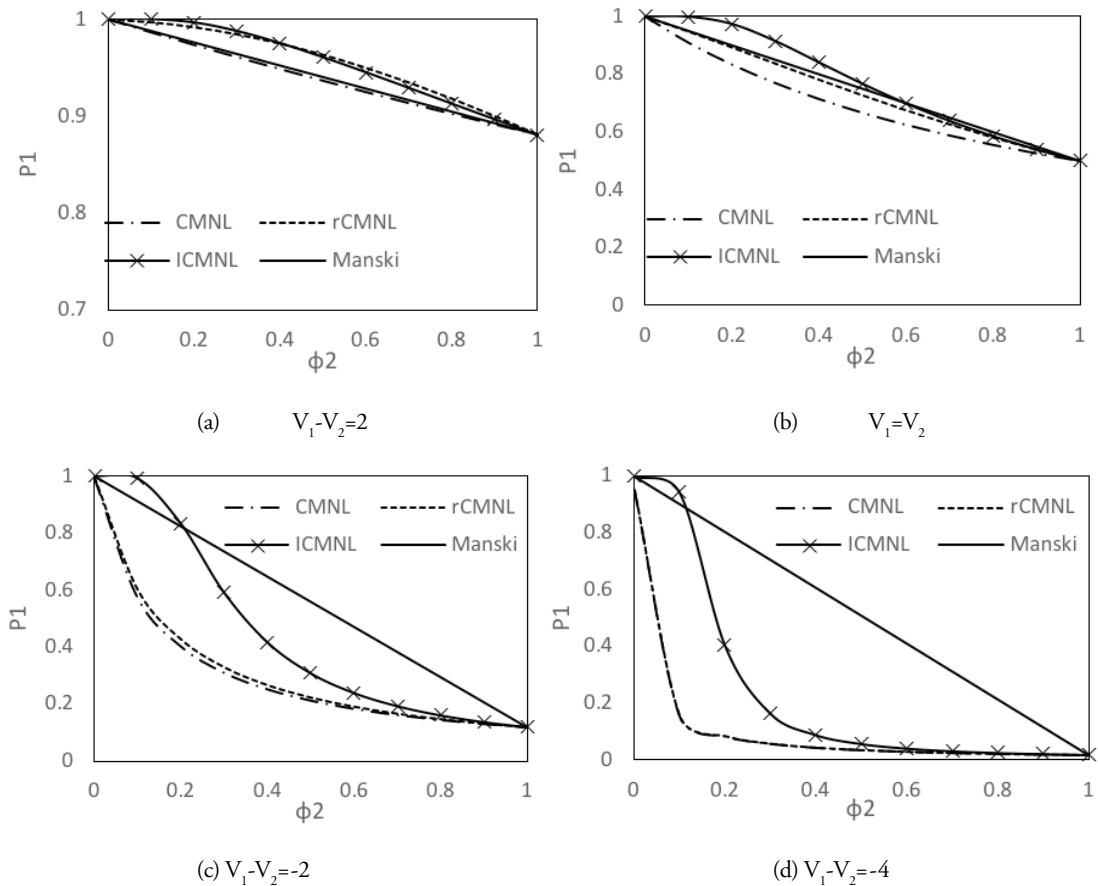 1
0.9
0.8
0.7
P1
CMNL
rCMNL
ICMNL
Manski
0
0.2
0.4
0.6
0.8
1
ϕ2
(a) V₁-V₂=2
1
0.8
0.6
0.4
0.2
0
P1
CMNL
rCMNL
ICMNL
Manski
0
0.2
0.4
0.6
0.8
1
ϕ2
(b) V₁=V₂
1
0.8
0.6
0.4
0.2
0
P1
CMNL
rCMNL
ICMNL
Manski
0
0.2
0.4
0.6
0.8
1
ϕ2
(c) V₁-V₂=-2
1
0.8
0.6
0.4
0.2
0
P1
CMNL
rCMNL
ICMNL
Manski
0
0.2
0.4
0.6
0.8
1
ϕ2
(d) V₁-V₂=-4